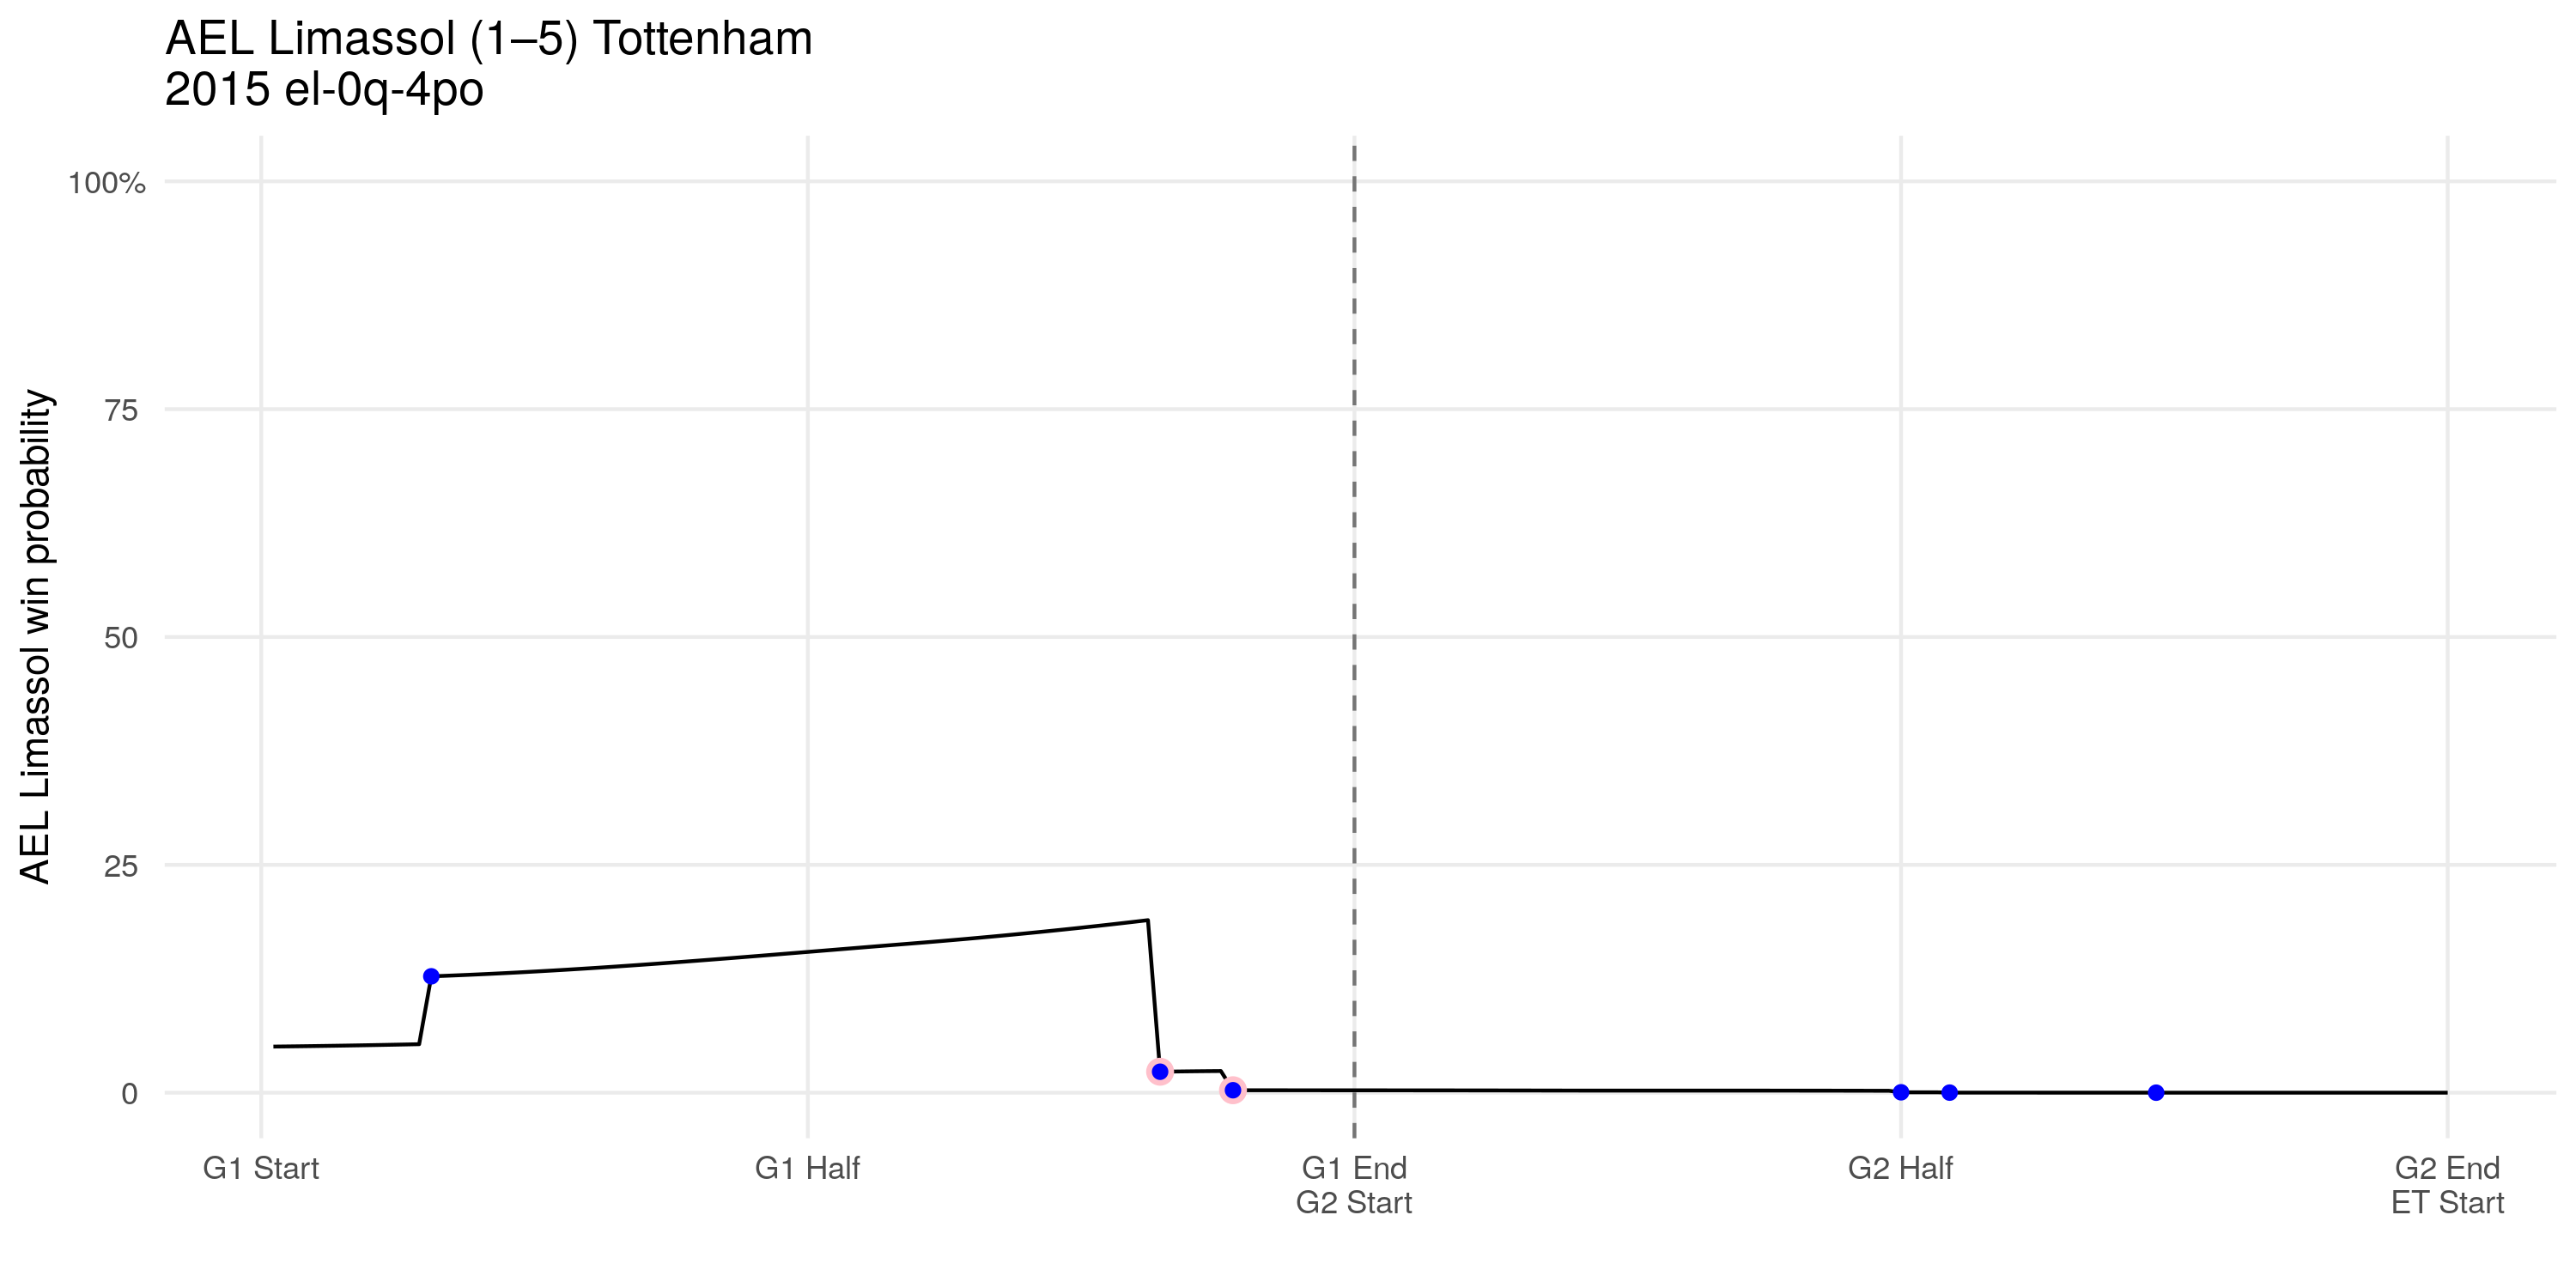 AEL Limassol (1–5) Tottenham
2015 el-0q-4po
AEL Limassol win probability
100%
75
50
25
0
G1 Start
G1 Half
G1 End
G2 Start
G2 Half
G2 End
ET Start